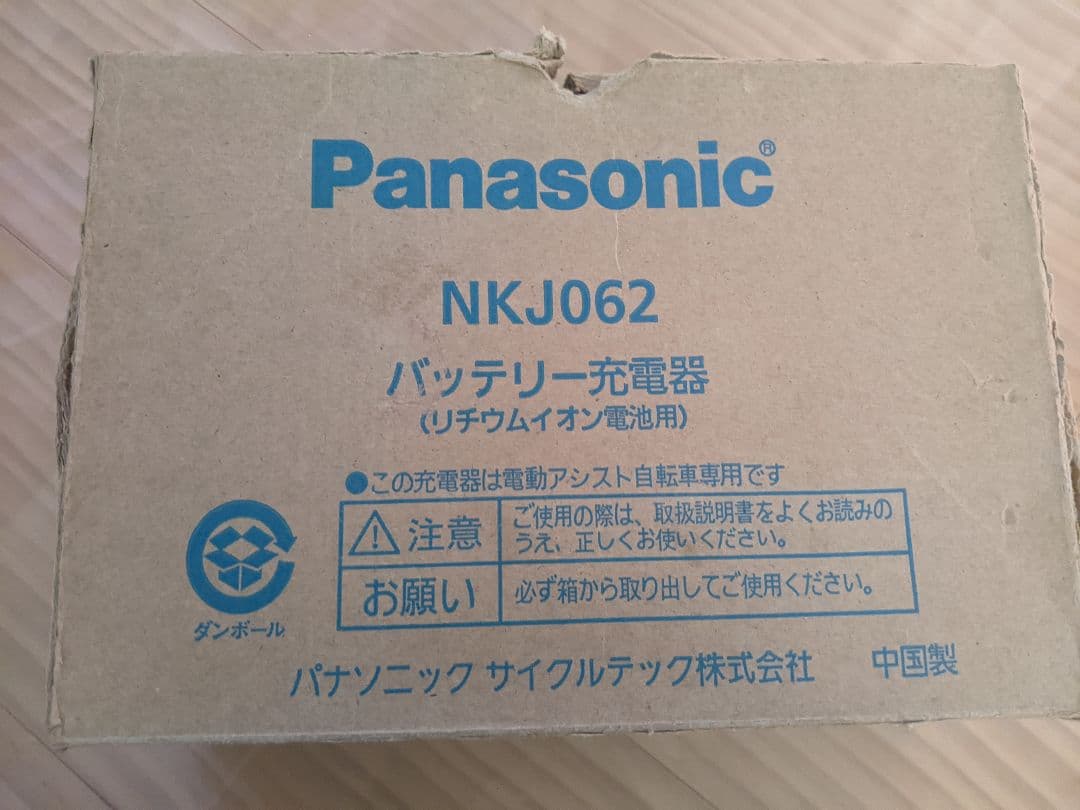 Panasonic®
NKJ062
バッテリー充電器
(リチウムイオン電池用)
●この充電器は電動アシスト自転車専用です
注意
ご使用の際は、取扱説明書をよくお読みの
うえ、正しくお使いください。
お願い
必ず箱から取り出してご使用ください。
ダンボール
パナソニック サイクルテック株式会社 中国製